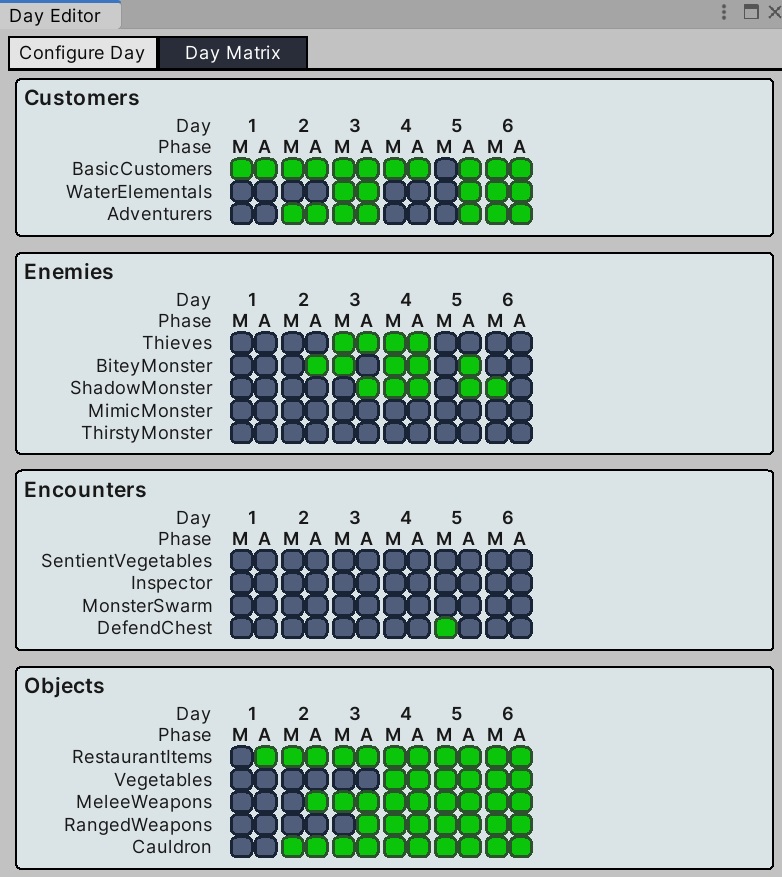 Day Editor
Configure Day Day Matrix
Customers
Day 1 2 3 4 5 6
Phase M A M A M A M A M A M A
BasicCustomers
WaterElementals
Adventurers
Enemies
Day 1 2 3 4 5 6
Phase M A M A M A M A M A M A
Thieves
BiteyMonster
ShadowMonster
MimicMonster
ThirstyMonster
Encounters
Day 1 2 3 4 5 6
Phase M A M A M A M A M A M A
SentientVegetables
Inspector
MonsterSwarm
DefendChest
Objects
Day 1 2 3 4 5 6
Phase M A M A M A M A M A M A
RestaurantItems
Vegetables
MeleeWeapons
RangedWeapons
Cauldron